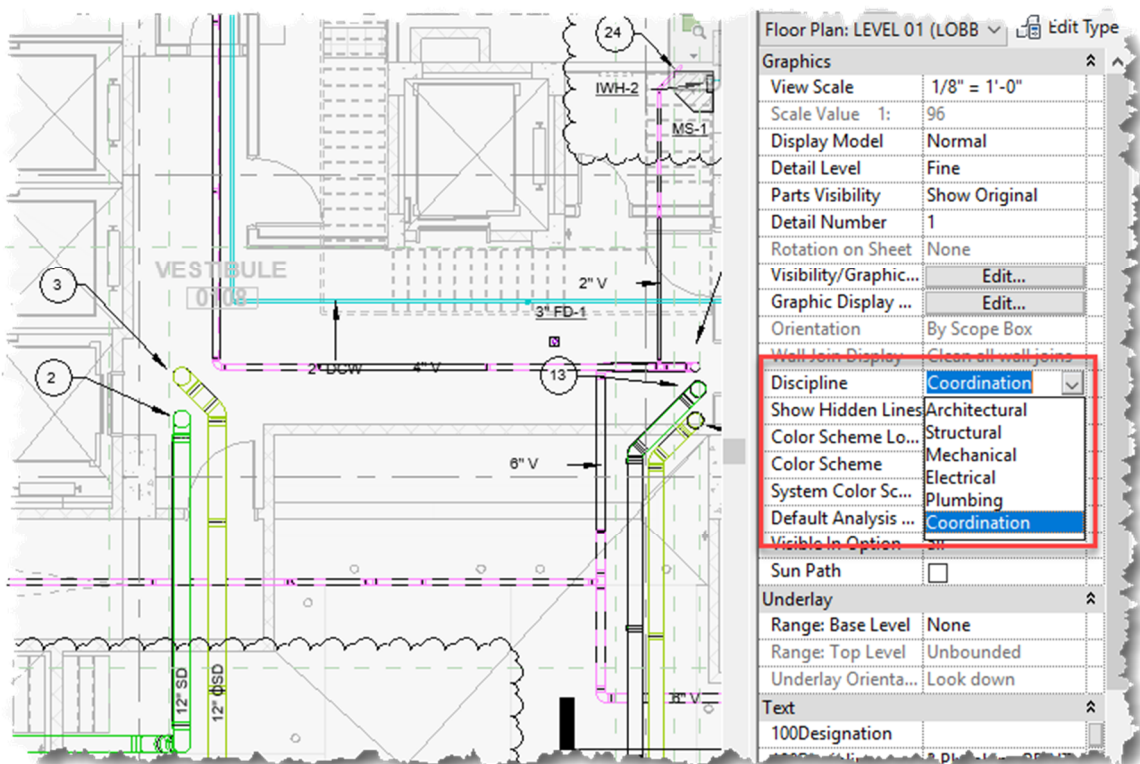 24
IWH-2
MS-1
VESTIBULE
0108
3
2" V
3" FD-1
2" DCW
4" V
2
13
6" V
12" SD
12" ΦSD
6" V
Floor Plan: LEVEL 01 (LOBB
Edit Type
Graphics
View Scale 1/8" = 1'-0"
Scale Value 1: 96
Display Model Normal
Detail Level Fine
Parts Visibility Show Original
Detail Number 1
Rotation on Sheet None
Visibility/Graphic... Edit...
Graphic Display ... Edit...
Orientation By Scope Box
Wall Join Display Clean all wall joins
Discipline Coordination
Show Hidden Lines Architectural
Structural
Color Scheme Lo...
Mechanical
Color Scheme
Electrical
System Color Sc...
Plumbing
Default Analysis ... Coordination
Visible In Option all
Sun Path
Underlay
Range: Base Level None
Range: Top Level Unbounded
Underlay Orienta... Look down
Text
100Designation